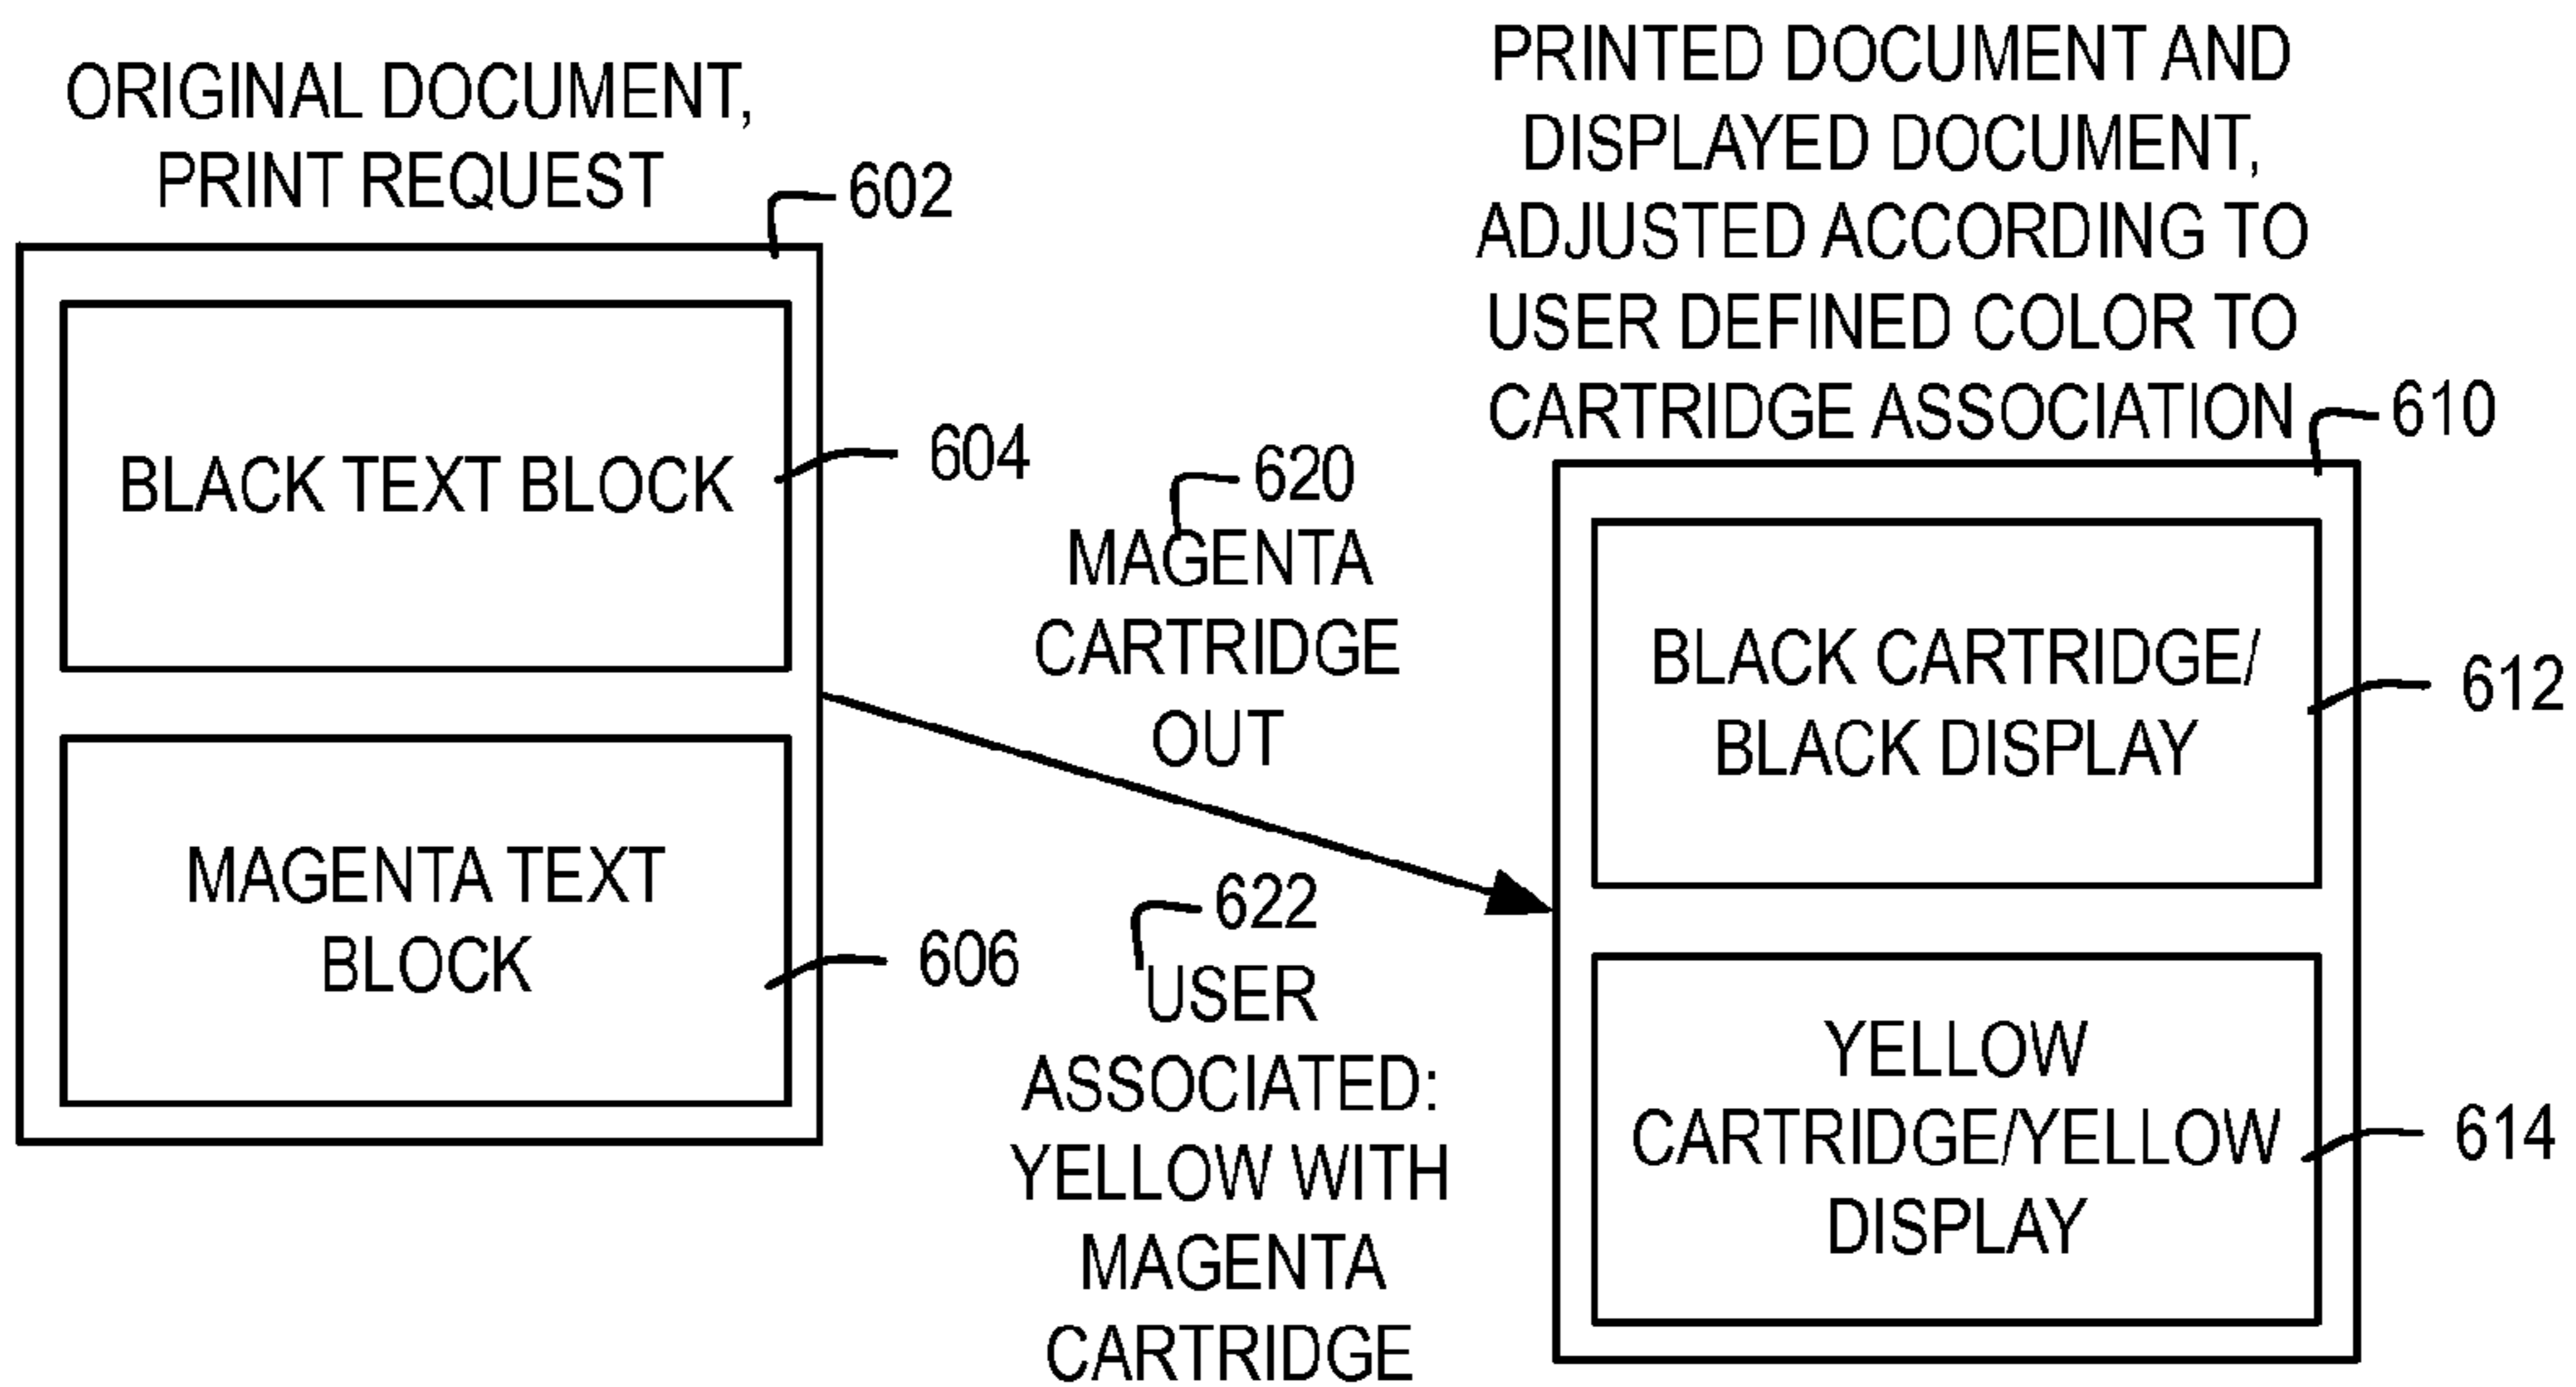 ORIGINAL DOCUMENT,
PRINT REQUEST
602
BLACK TEXT BLOCK
604
MAGENTA TEXT
BLOCK
606
620
MAGENTA
CARTRIDGE
OUT
622
USER
ASSOCIATED:
YELLOW WITH
MAGENTA
CARTRIDGE
PRINTED DOCUMENT AND
DISPLAYED DOCUMENT,
ADJUSTED ACCORDING TO
USER DEFINED COLOR TO
CARTRIDGE ASSOCIATION
610
BLACK CARTRIDGE/
BLACK DISPLAY
612
YELLOW
CARTRIDGE/YELLOW
DISPLAY
614